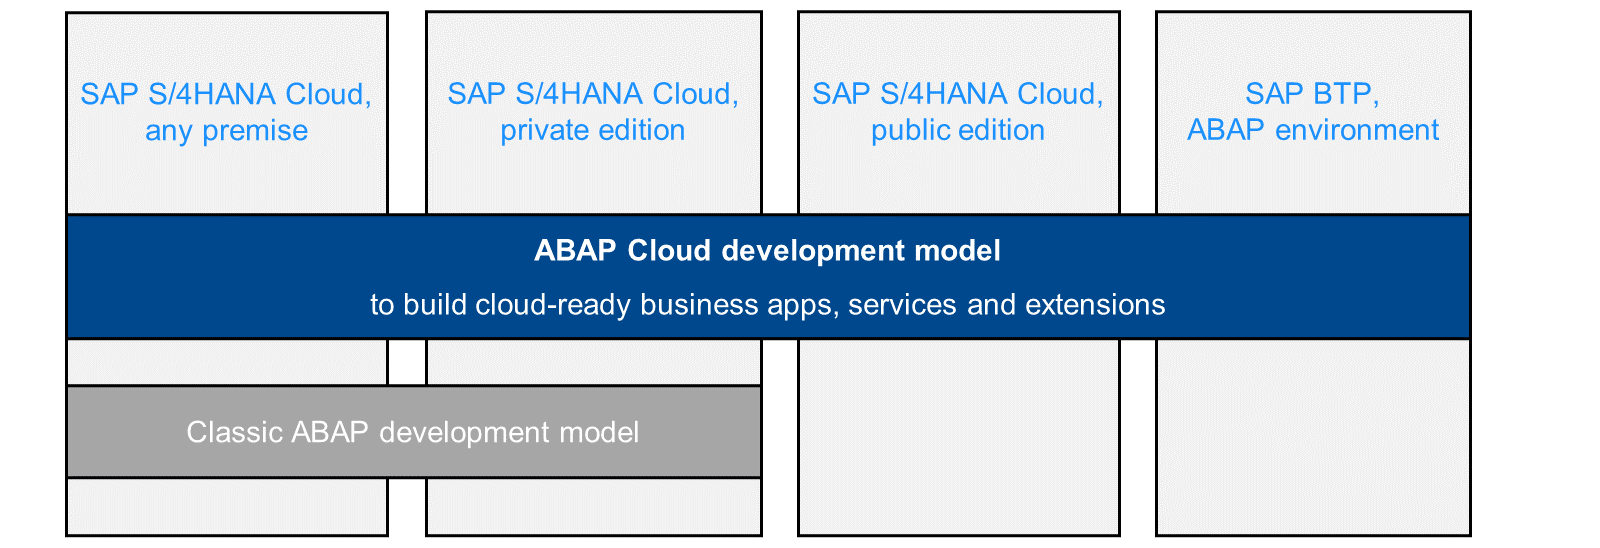 SAP S/4HANA Cloud,
any premise
SAP S/4HANA Cloud,
private edition
SAP S/4HANA Cloud,
public edition
SAP BTP,
ABAP environment
ABAP Cloud development model
to build cloud-ready business apps, services and extensions
Classic ABAP development model